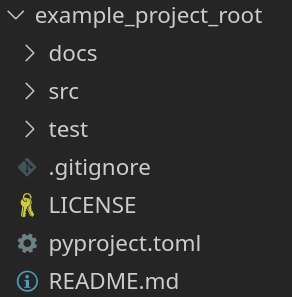 example_project_root
docs
src
test
.gitignore
LICENSE
pyproject.toml
README.md